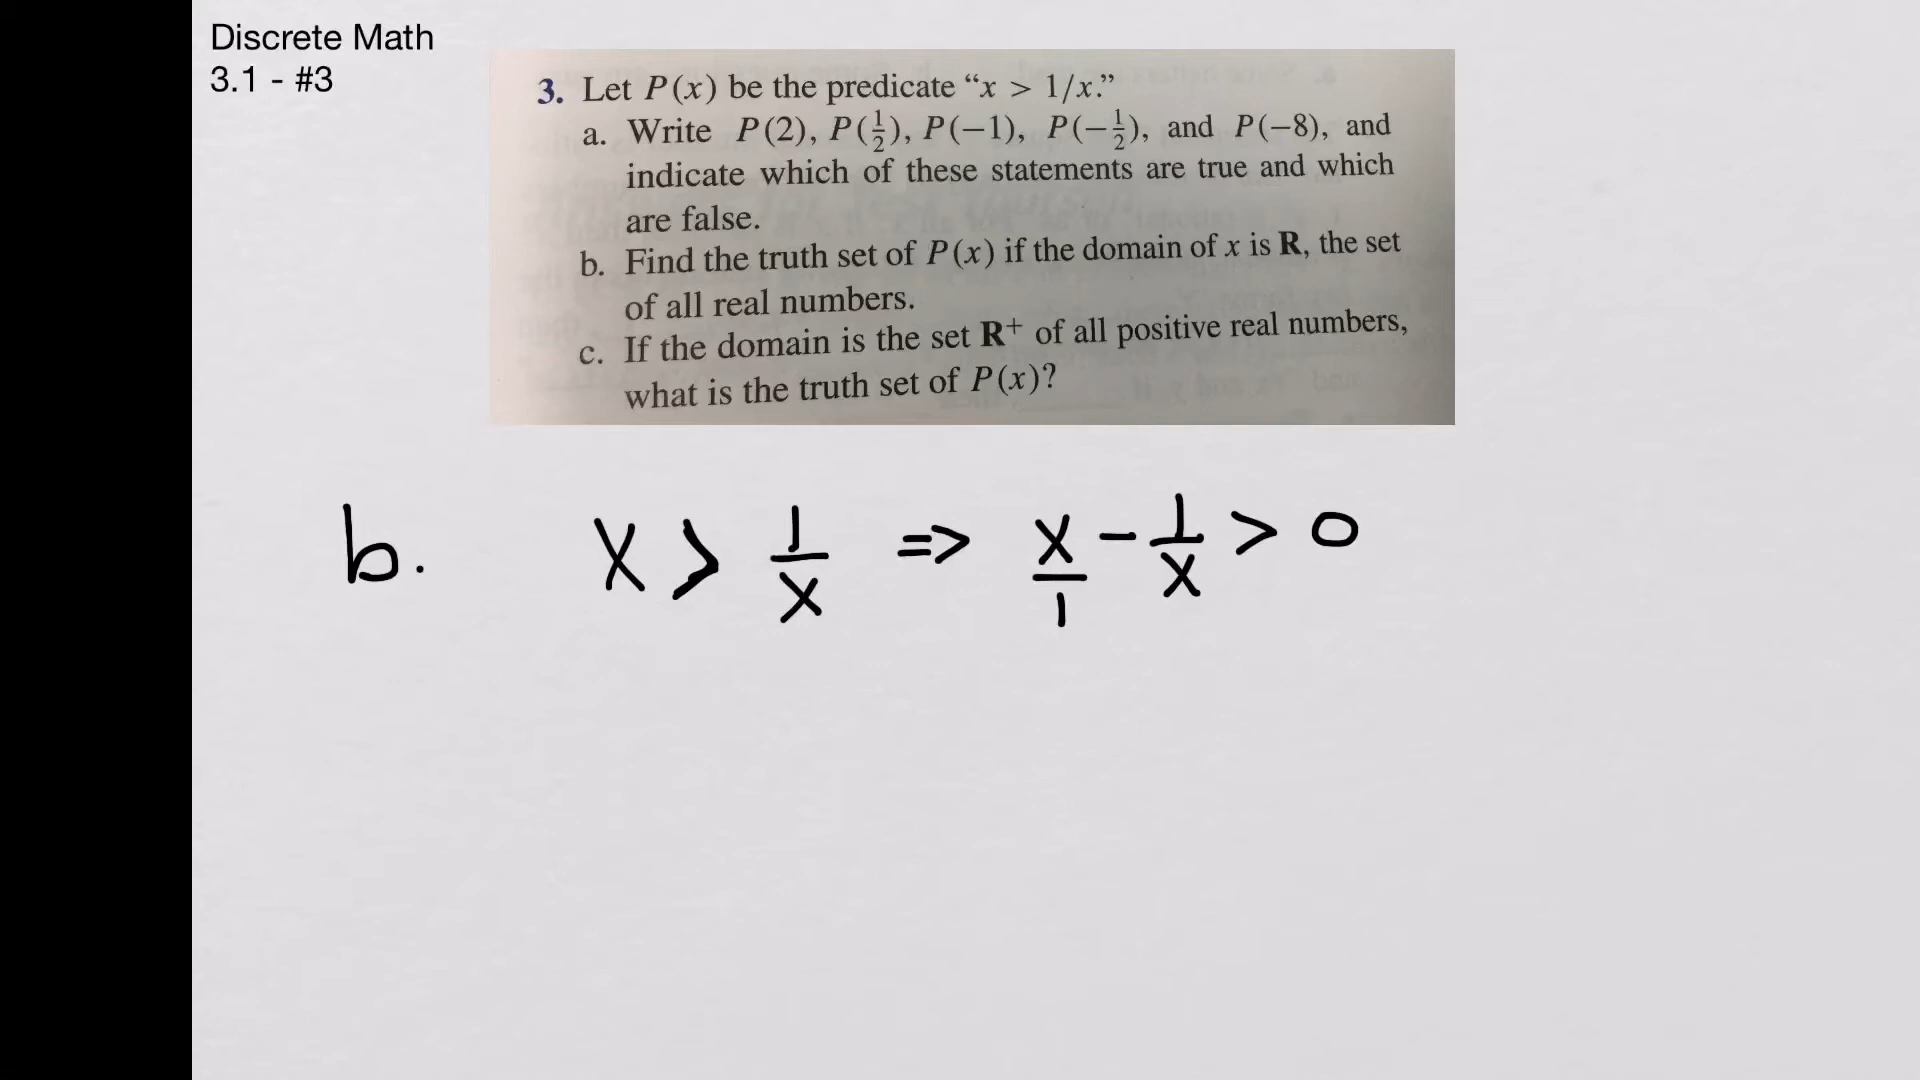 Discrete Math
3.1 - #3
3. Let P(x) be the predicate “x > 1/x.”
a. Write P(2), P(1/2), P(−1), P(−1/2), and P(−8), and
indicate which of these statements are true and which
are false.
b. Find the truth set of P(x) if the domain of x is R, the set
of all real numbers.
c. If the domain is the set R⁺ of all positive real numbers,
what is the truth set of P(x)?
b. x > 1/x => x/1 - 1/x > 0